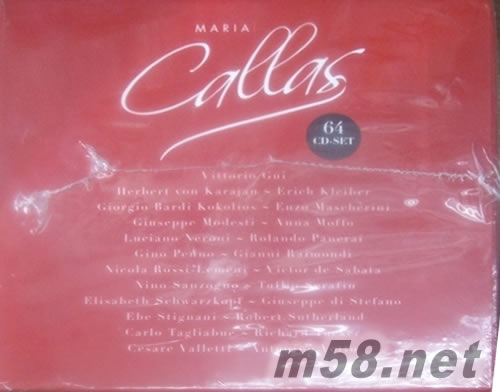 MARIA
Callas
64
CD-SET
Vittorio Gui
Herbert von Karajan ~ Erich Kleiber
Giorgio Bardi Kokolios ~ Enzo Mascherini
Giuseppe Modesti ~ Anna Moffo
Luciano Neroni ~ Rolando Panerai
Gino Penno ~ Gianni Raimondi
Nicola Rossi-Lemeni ~ Victor de Sabata
Nino Sanzogno ~ Tullio Serafin
Elisabeth Schwarzkopf ~ Giuseppe di Stefano
Ebe Stignani ~ Robert Sutherland
Carlo Tagliabue ~ Richard Tucker
Cesare Valletti ~
m58.net